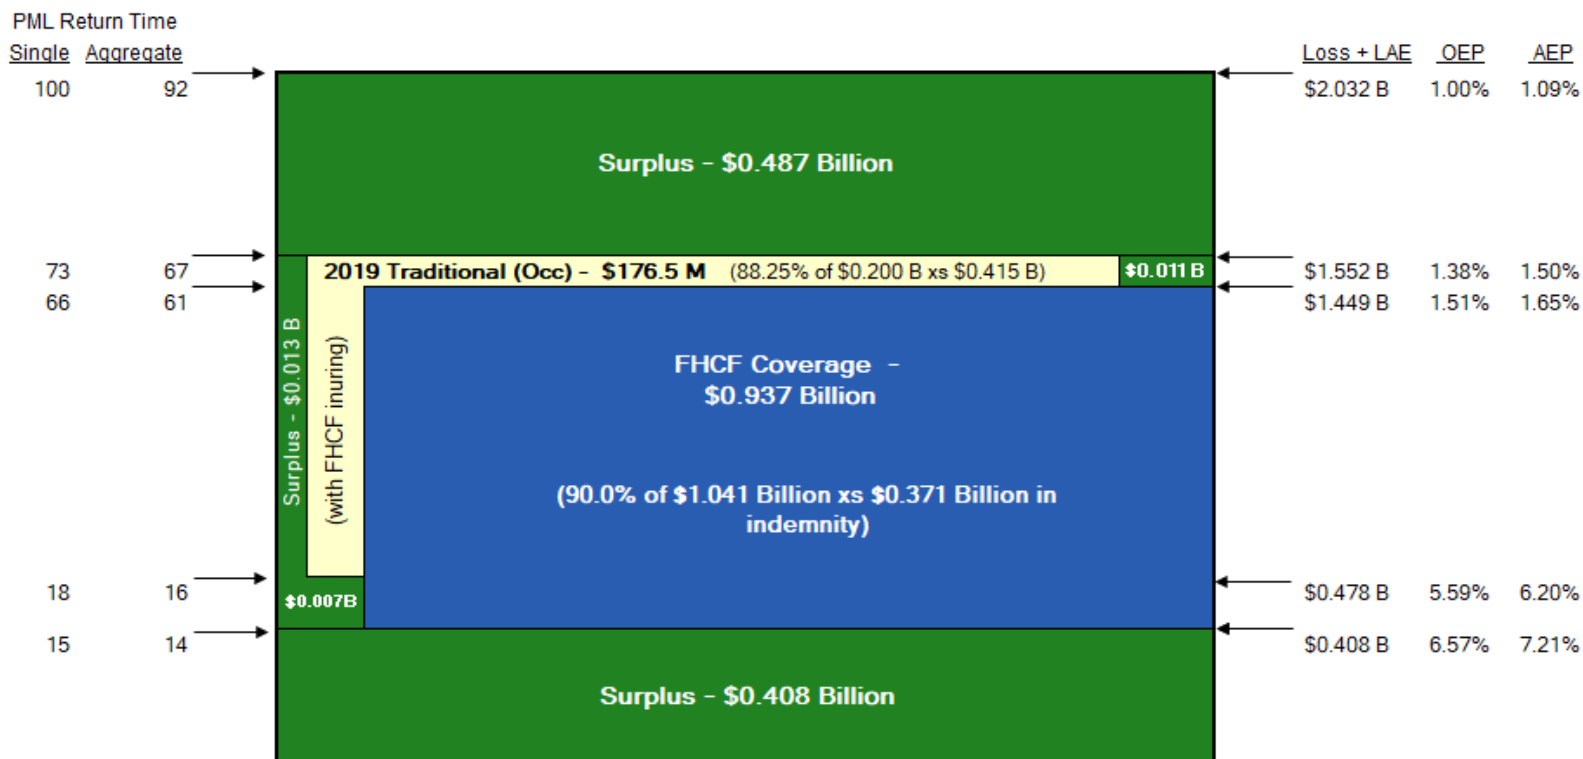 PML Return Time
Single Aggregate
Loss + LAE OEP AEP
100 92
$2.032 B 1.00% 1.09%
Surplus - $0.487 Billion
73 67
2019 Traditional (Occ) - $176.5 M (88.25% of $0.200 B xs $0.415 B)
$0.011 B
$1.552 B 1.38% 1.50%
66 61
$1.449 B 1.51% 1.65%
Surplus - $0.013 B
(with FHCF inuring)
FHCF Coverage -
$0.937 Billion
(90.0% of $1.041 Billion xs $0.371 Billion in
indemnity)
18 16
$0.007B
$0.478 B 5.59% 6.20%
15 14
$0.408 B 6.57% 7.21%
Surplus - $0.408 Billion